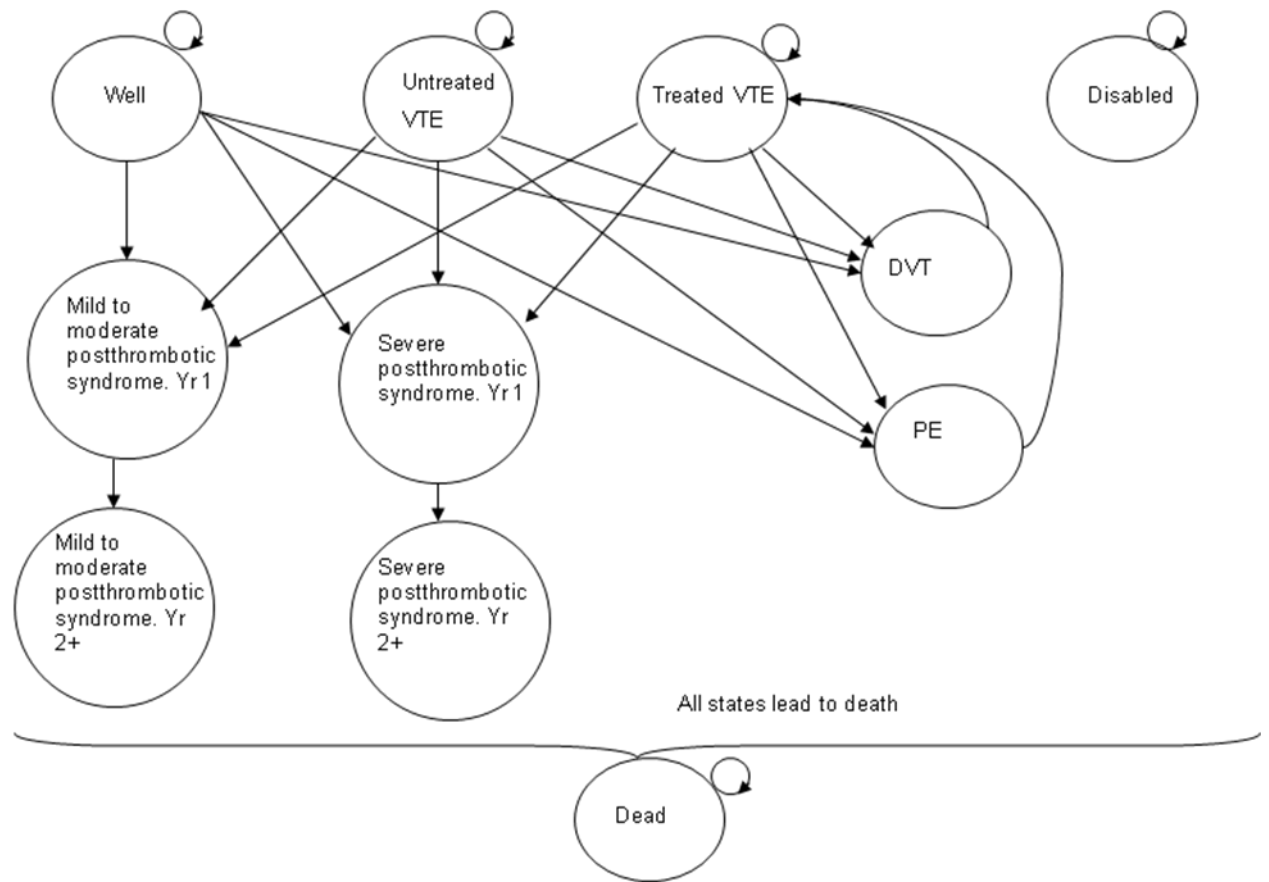 Well
Untreated
VTE
Treated VTE
Disabled
DVT
Mild to
moderate
postthrombotic
syndrome. Yr 1
Severe
postthrombotic
syndrome. Yr 1
PE
Mild to
moderate
postthrombotic
syndrome. Yr
2+
Severe
postthrombotic
syndrome. Yr
2+
All states lead to death
Dead